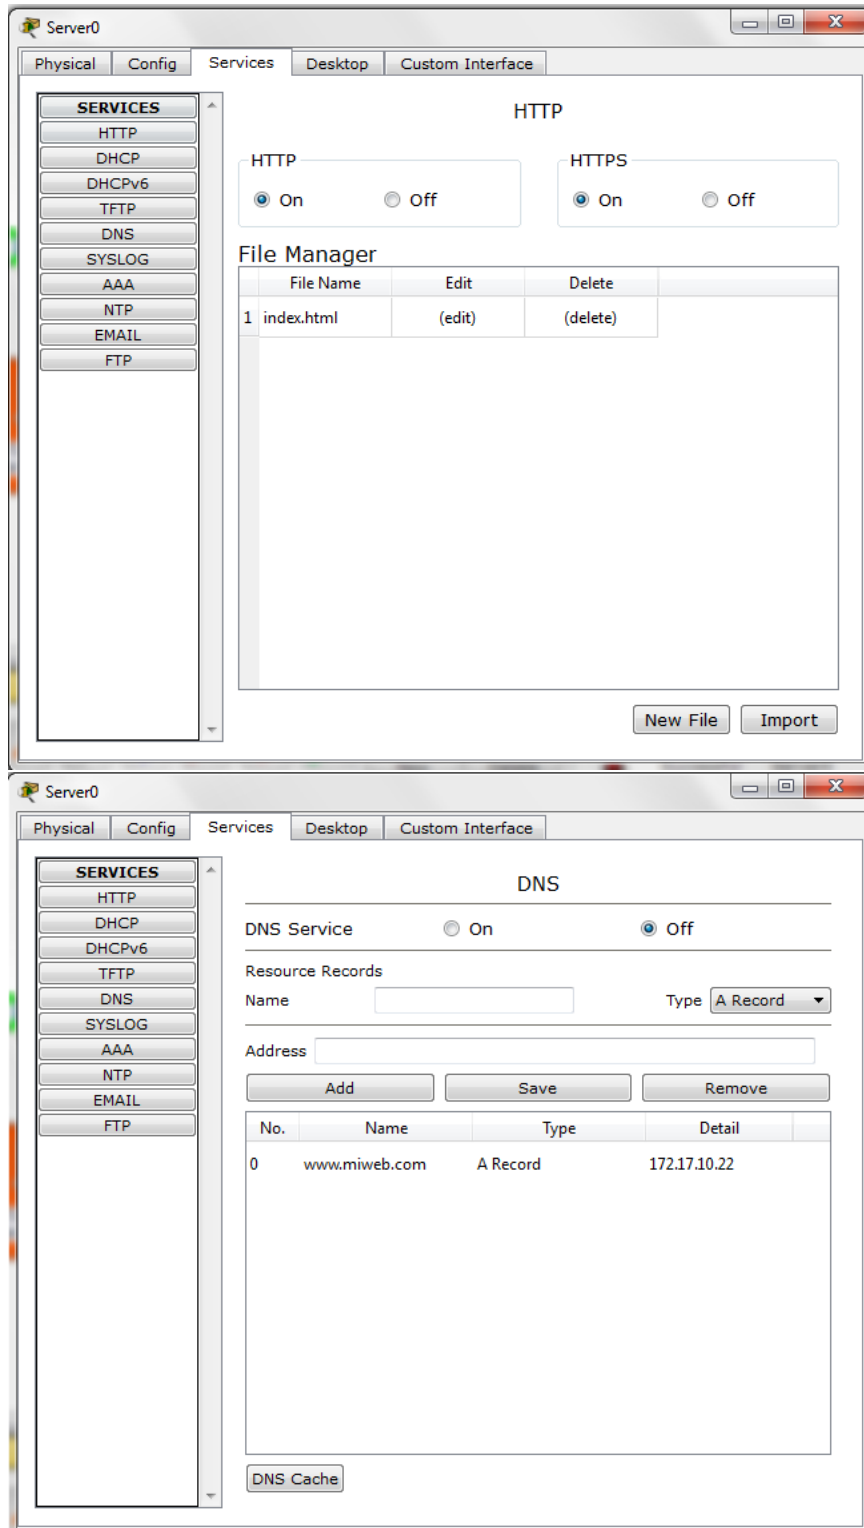 Server0
Physical Config Services Desktop Custom Interface
SERVICES
HTTP
DHCP
DHCPv6
TFTP
DNS
SYSLOG
AAA
NTP
EMAIL
FTP
HTTP
HTTP HTTPS
On Off On Off
File Manager
File Name Edit Delete
1 index.html (edit) (delete)
New File Import
Server0
Physical Config Services Desktop Custom Interface
SERVICES
HTTP
DHCP
DHCPv6
TFTP
DNS
SYSLOG
AAA
NTP
EMAIL
FTP
DNS
DNS Service On Off
Resource Records
Name Type A Record
Address
Add Save Remove
No. Name Type Detail
0 www.miweb.com A Record 172.17.10.22
DNS Cache